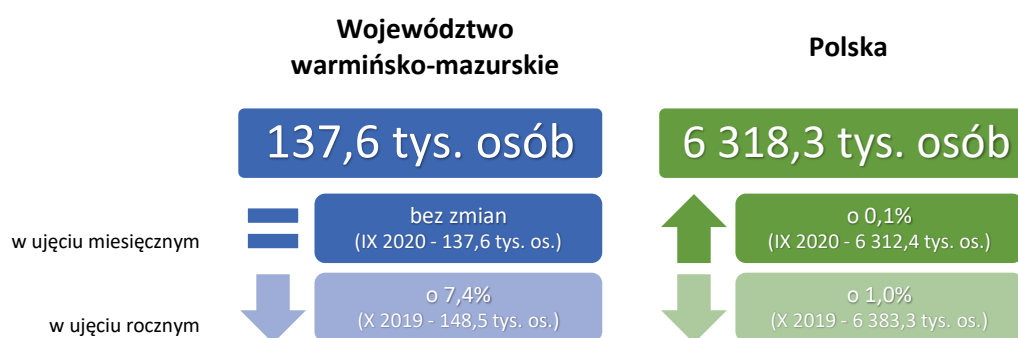 Województwo
warmińsko-mazurskie
Polska
137,6 tys. osób
6 318,3 tys. osób
w ujęciu miesięcznym
bez zmian
(IX 2020 - 137,6 tys. os.)
o 0,1%
(IX 2020 - 6 312,4 tys. os.)
w ujęciu rocznym
o 7,4%
(X 2019 - 148,5 tys. os.)
o 1,0%
(X 2019 - 6 383,3 tys. os.)